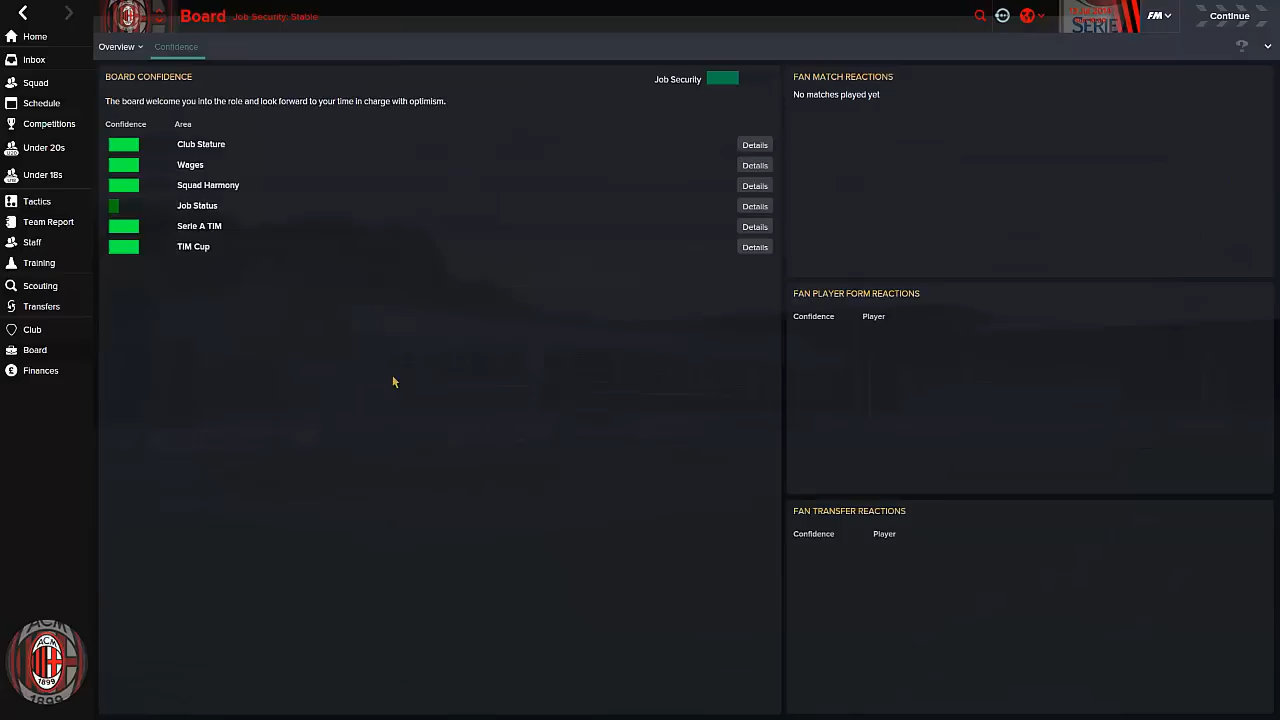 Board
Job Security: Stable.
FM
Continue
Home
Overview
Confidence
Inbox
Squad
Schedule
Competitions
Under 20s
Under 18s
Tactics
Team Report
Staff
Training
Scouting
Transfers
Club
Board
Finances
BOARD CONFIDENCE
Job Security
The board welcome you into the role and look forward to your time in charge with optimism.
Confidence Area
Club Stature Details
Wages Details
Squad Harmony Details
Job Status Details
Serie A TIM Details
TIM Cup Details
FAN MATCH REACTIONS
No matches played yet
FAN PLAYER FORM REACTIONS
Confidence Player
FAN TRANSFER REACTIONS
Confidence Player
SERIE
ACM
1899